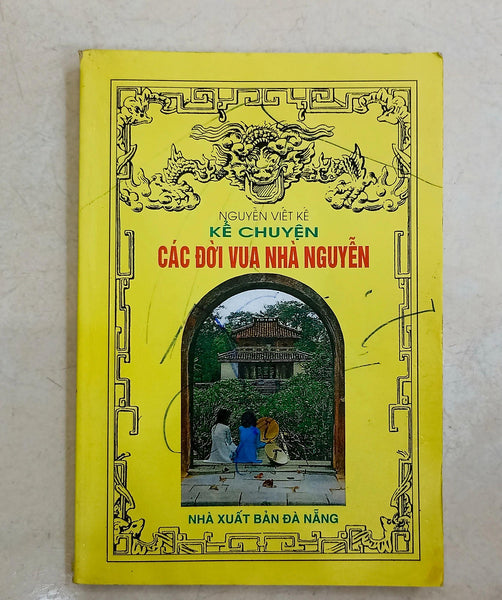 NGUYỄN VIẾT KẾ
KỂ CHUYỆN
CÁC ĐỜI VUA NHÀ NGUYỄN
NHÀ XUẤT BẢN ĐÀ NẴNG